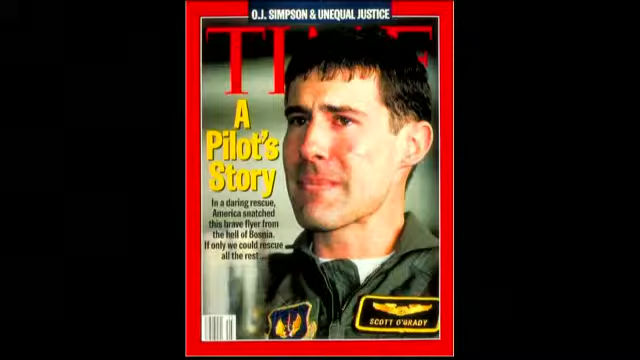 O.J. SIMPSON & UNEQUAL JUSTICE
TIME
A
Pilot's
Story
In a daring rescue,
America snatched
this brave flyer from
the hell of Bosnia.
If only we could rescue
all the rest ...
SCOTT O'GRADY